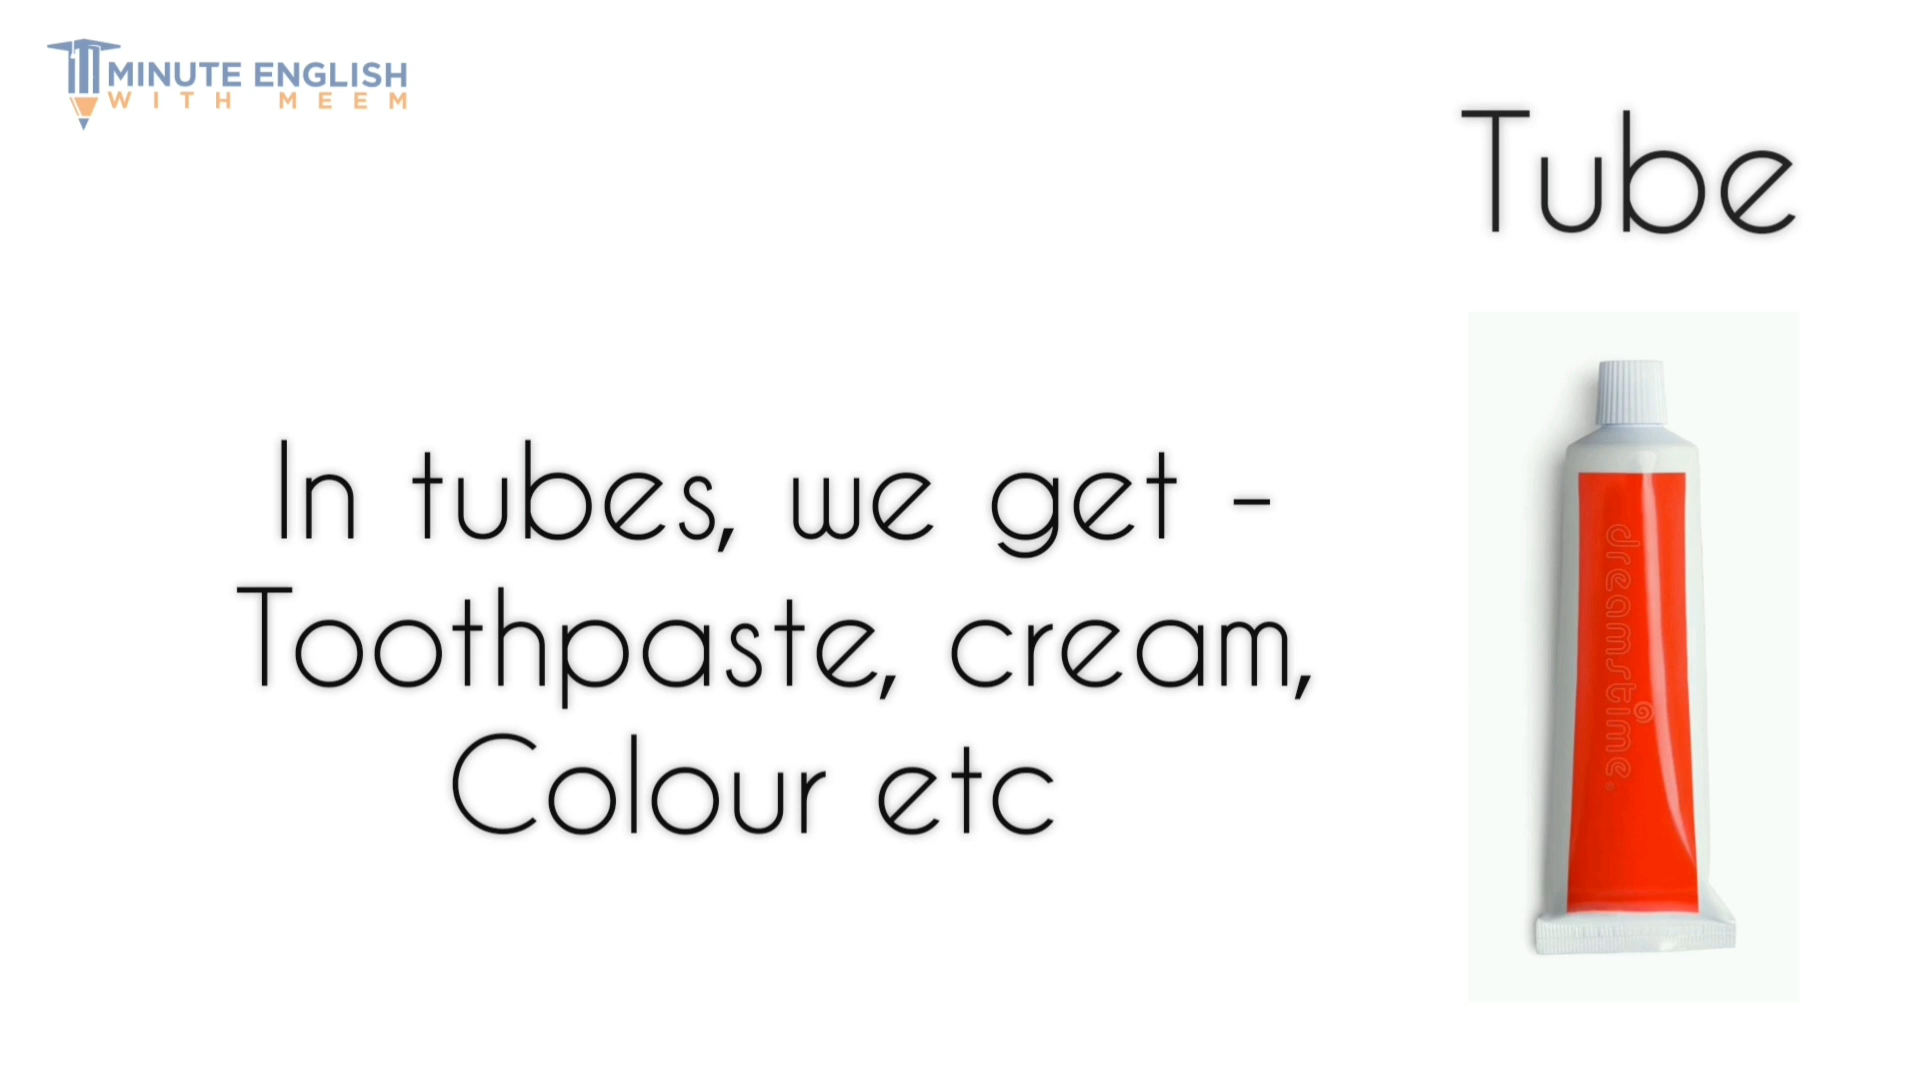 MINUTE ENGLISH
WITH MEEM
Tube
In tubes, we get -
Toothpaste, cream,
Colour etc
dreamstime.